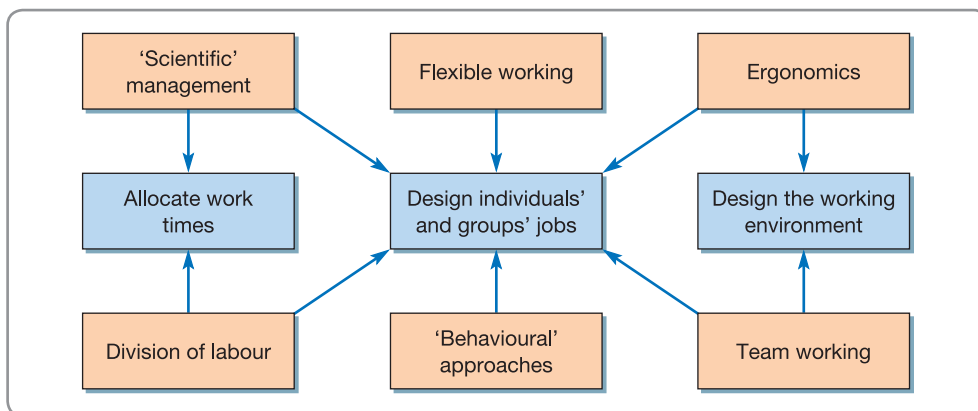 ‘Scientific’
management
Flexible working
Ergonomics
Allocate work
times
Design individuals’
and groups’ jobs
Design the working
environment
Division of labour
‘Behavioural’
approaches
Team working